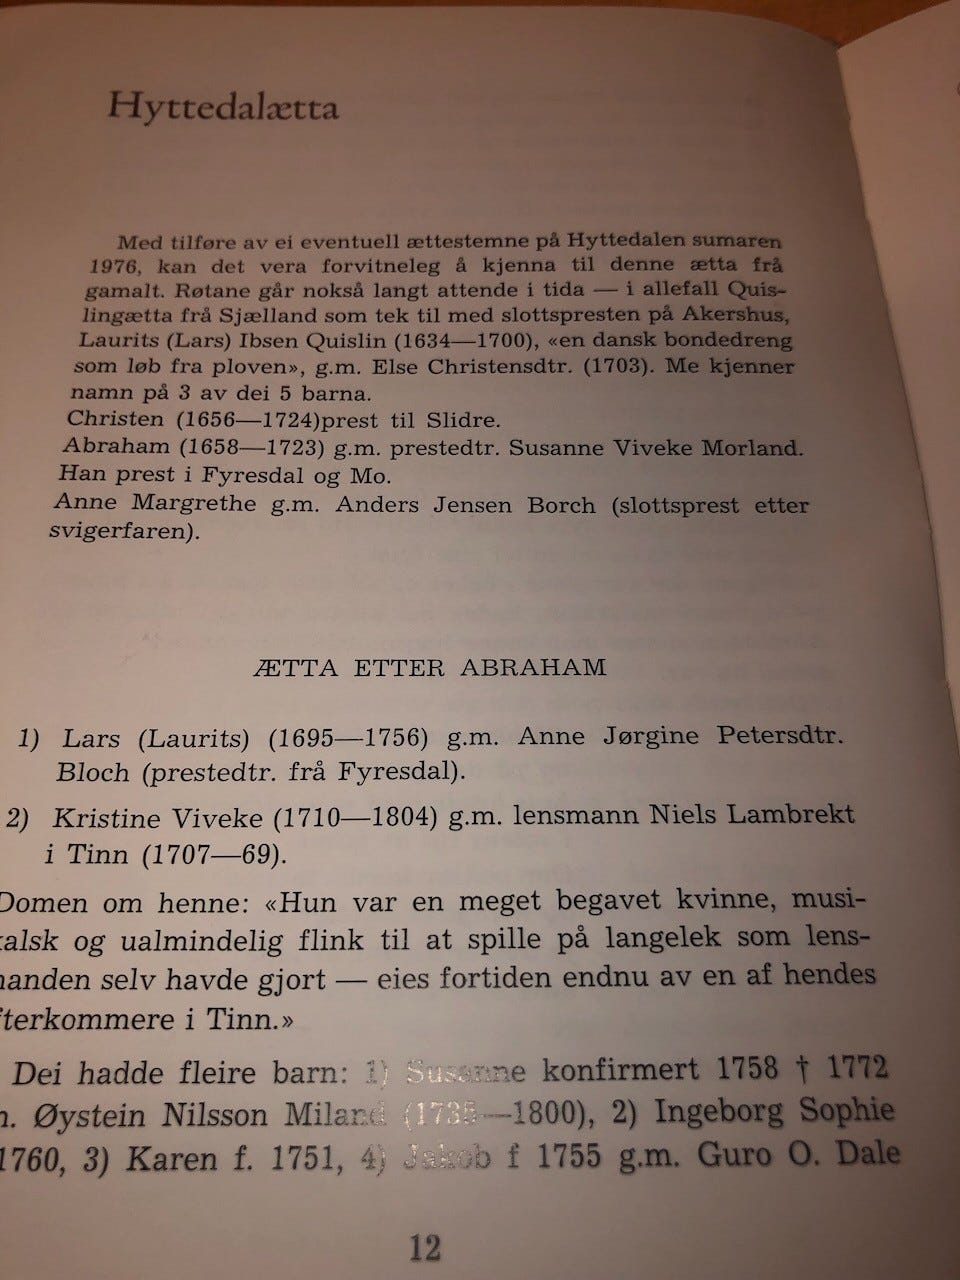 Hyttedalætta
Med tilføre av ei eventuell ættestemne på Hyttedalen sumaren
1976, kan det vera forvitneleg å kjenna til denne ætta frå
gamalt. Røtane går nokså langt attende i tida — i allefall Quis-
lingætta frå Sjælland som tek til med slottspresten på Akershus,
Laurits (Lars) Ibsen Quislin (1634—1700), «en dansk bondedreng
som løb fra ploven», g.m. Else Christensdtr. (1703). Me kjenner
namn på 3 av dei 5 barna.
Christen (1656—1724)prest til Slidre.
Abraham (1658—1723) g.m. prestedtr. Susanne Viveke Morland.
Han prest i Fyresdal og Mo.
Anne Margrethe g.m. Anders Jensen Borch (slottsprest etter
svigerfaren).
ÆTTA ETTER ABRAHAM
1) Lars (Laurits) (1695—1756) g.m. Anne Jørgine Petersdtr.
Bloch (prestedtr. frå Fyresdal).
2) Kristine Viveke (1710—1804) g.m. lensmann Niels Lambrekt
i Tinn (1707—69).
Domen om henne: «Hun var en meget begavet kvinne, musi-
kalsk og ualmindelig flink til at spille på langelek som lens-
manden selv havde gjort — eies fortiden endnu av en af hendes
fterkommere i Tinn.»
Dei hadde fleire barn: 1) Susanne konfirmert 1758 † 1772
m. Øystein Nilsson Miland (1735—1800), 2) Ingeborg Sophie
1760, 3) Karen f. 1751, 4) Jakob f 1755 g.m. Guro O. Dale
12